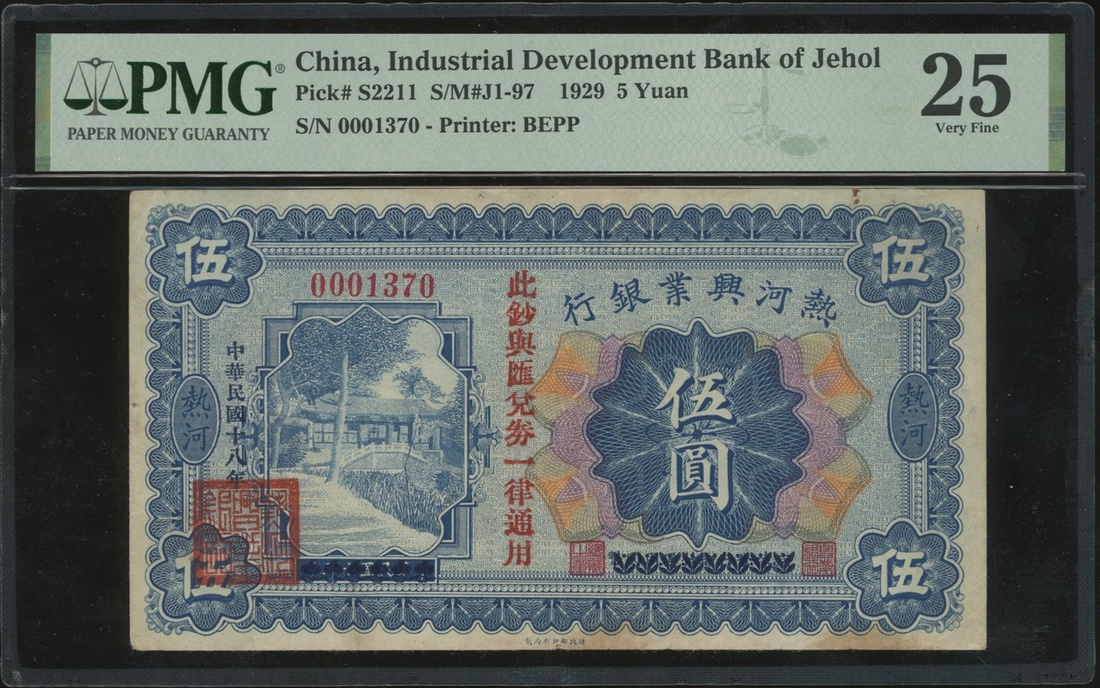 PMG®
PAPER MONEY GUARANTY
China, Industrial Development Bank of Jehol
Pick# S2211 S/M#J1-97 1929 5 Yuan
S/N 0001370 - Printer: BEPP
25
Very Fine
伍
伍
0001370
行銀業興河熱
此鈔與匯兌券一律通用
中華民國十八年
熱河
伍圓
熱河
伍
伍